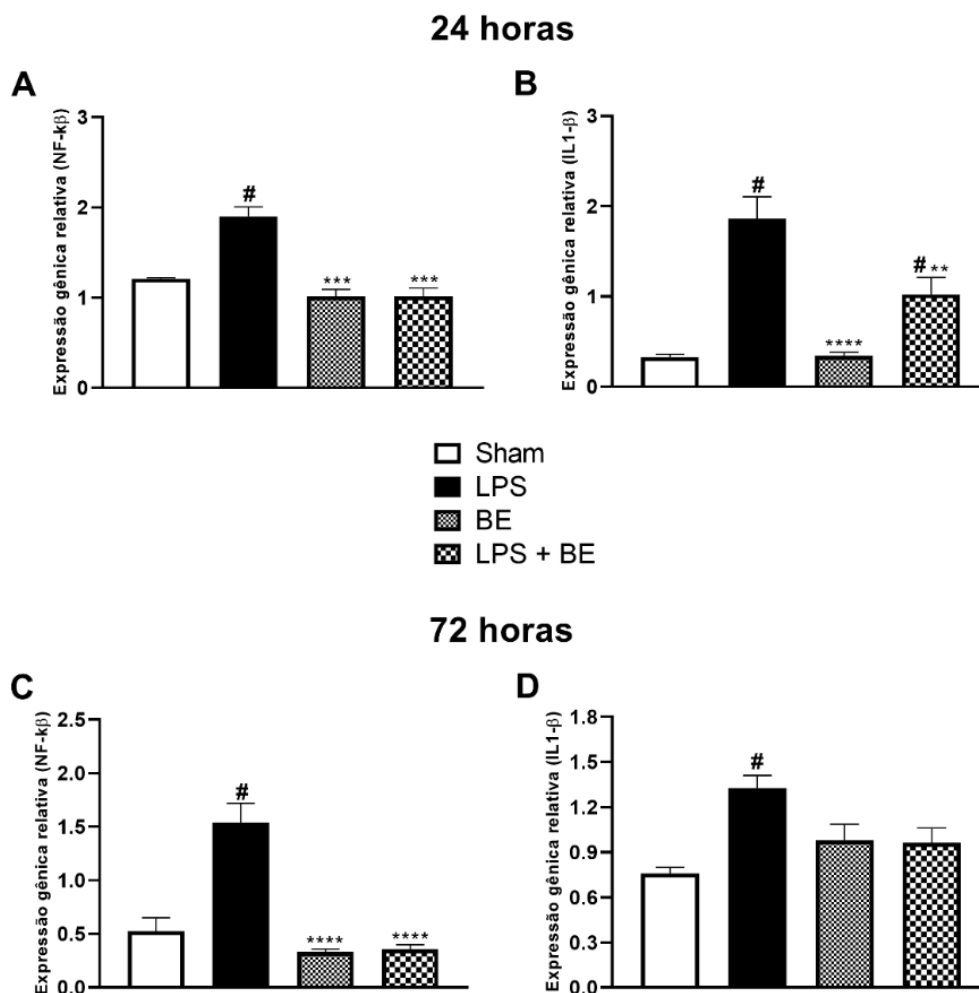 24 horas
A
B
Expressão gênica relativa (NF-kβ)
3
2
1
0
#
***
***
Expressão gênica relativa (IL1-β)
3
2
1
0
#
****
#**
Sham
LPS
BE
LPS + BE
72 horas
C
D
Expressão gênica relativa (NF-kβ)
2.5
2.0
1.5
1.0
0.5
0.0
#
****
****
Expressão gênica relativa (IL1-β)
1.8
1.5
1.2
0.9
0.6
0.3
0.0
#